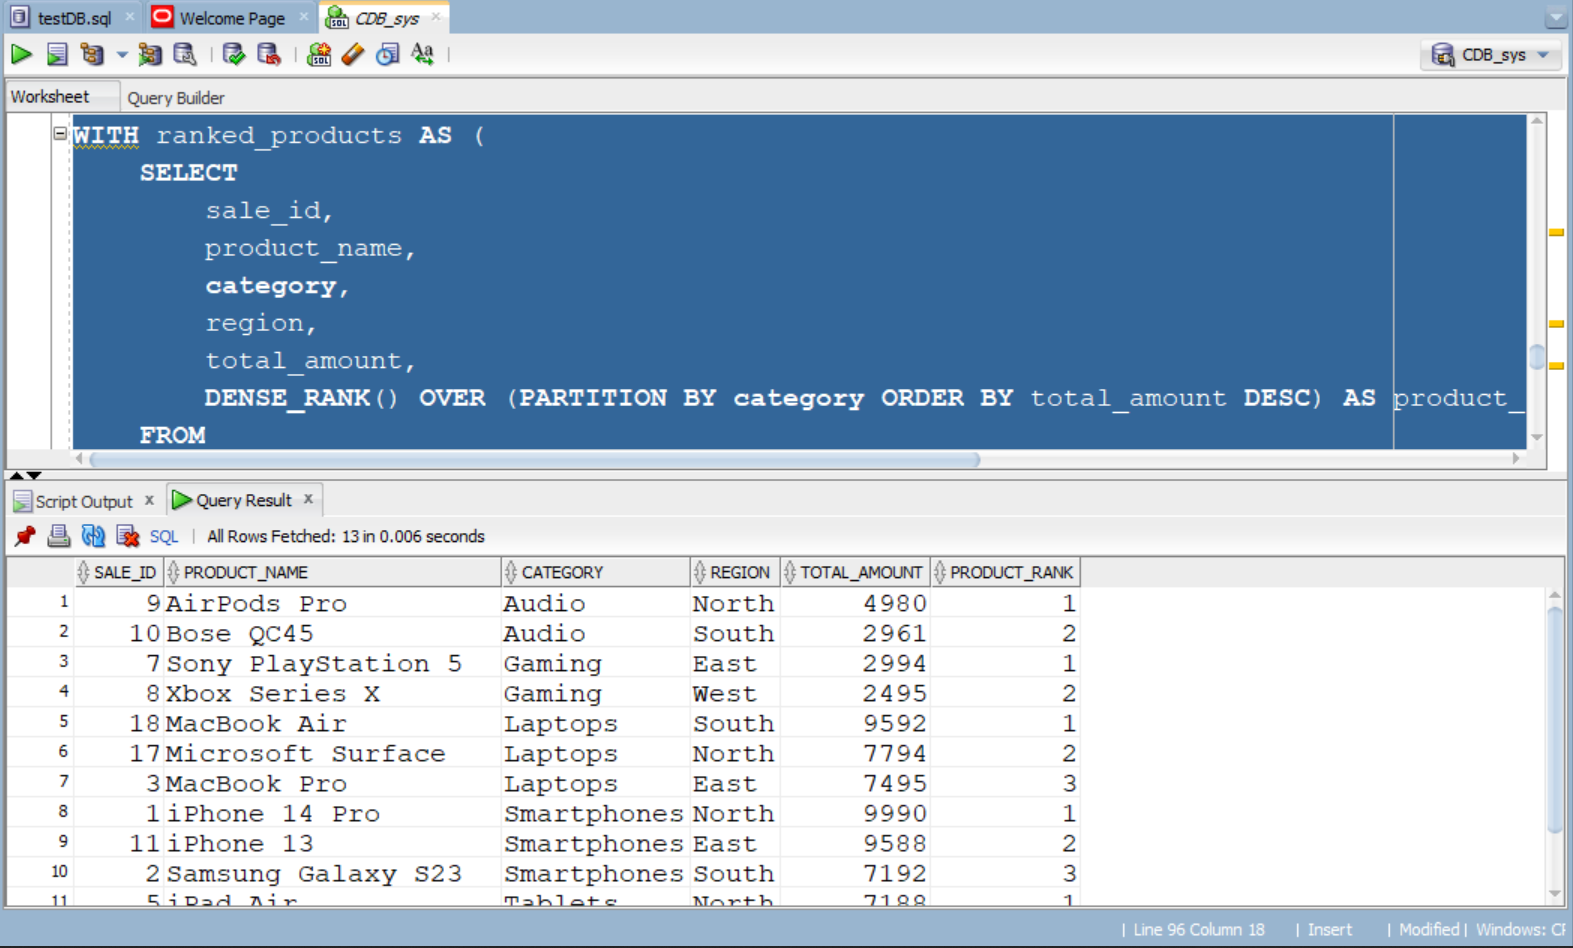 testDB.sql Welcome Page CDB_sys
CDB_sys
Worksheet Query Builder
WITH ranked_products AS (
SELECT
sale_id,
product_name,
category,
region,
total_amount,
DENSE_RANK() OVER (PARTITION BY category ORDER BY total_amount DESC) AS product_
FROM
Script Output x Query Result x
SQL | All Rows Fetched: 13 in 0.006 seconds
SALE_ID PRODUCT_NAME CATEGORY REGION TOTAL_AMOUNT PRODUCT_RANK
1 9 AirPods Pro Audio North 4980 1
2 10 Bose QC45 Audio South 2961 2
3 7 Sony PlayStation 5 Gaming East 2994 1
4 8 Xbox Series X Gaming West 2495 2
5 18 MacBook Air Laptops South 9592 1
6 17 Microsoft Surface Laptops North 7794 2
7 3 MacBook Pro Laptops East 7495 3
8 1 iPhone 14 Pro Smartphones North 9990 1
9 11 iPhone 13 Smartphones East 9588 2
10 2 Samsung Galaxy S23 Smartphones South 7192 3
11 5 iPad Air Tablets North 7188 1
| Line 96 Column 18 | Insert | Modified | Windows: CF